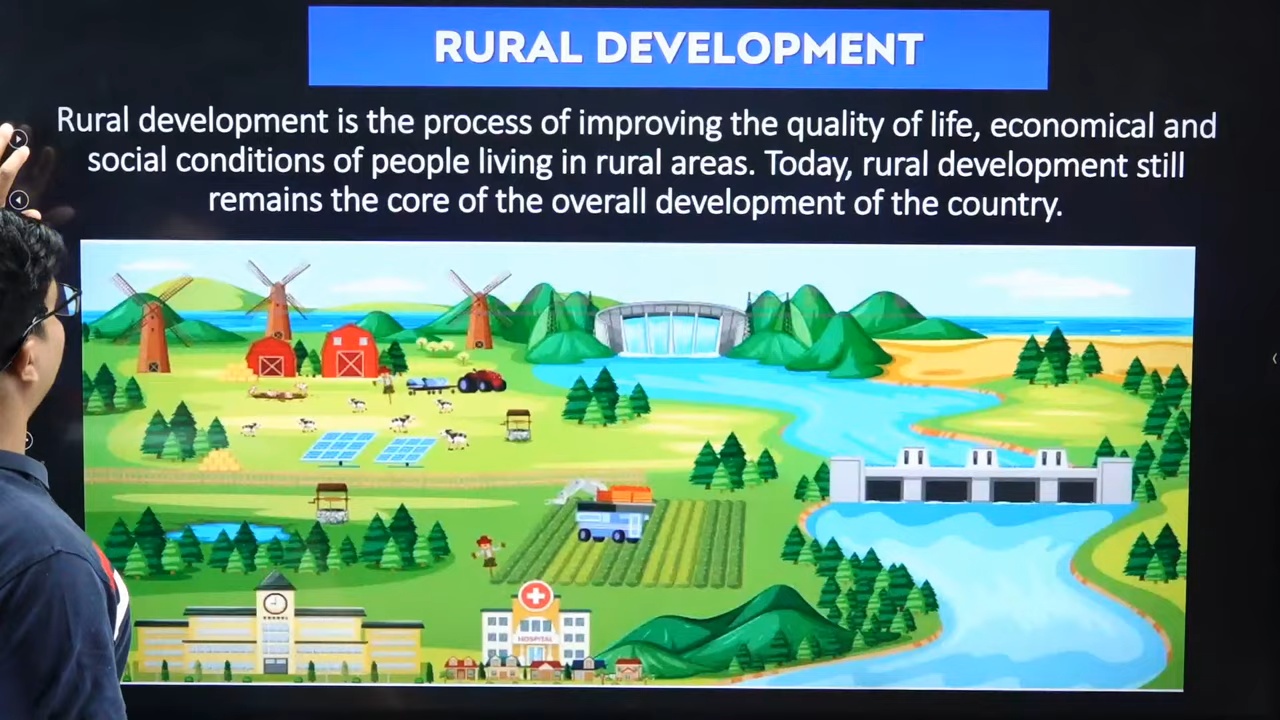 RURAL DEVELOPMENT
Rural development is the process of improving the quality of life, economical and
social conditions of people living in rural areas. Today, rural development still
remains the core of the overall development of the country.
SCHOOL
HOSPITAL